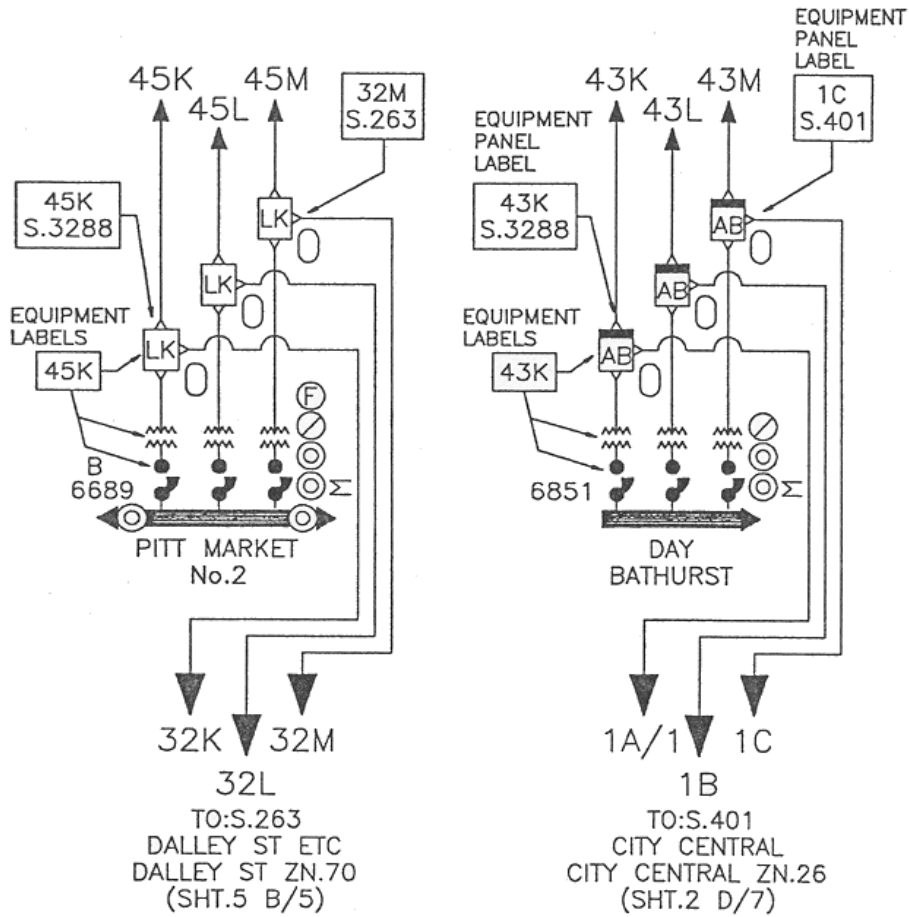 45K
45L
45M
32M
S.263
45K
S.3288
LK
LK
LK
EQUIPMENT
LABELS
45K
B
6689
F
Σ
PITT MARKET
No.2
32K
32L
32M
TO:S.263
DALLEY ST ETC
DALLEY ST ZN.70
(SHT.5 B/5)
43K
43L
43M
EQUIPMENT
PANEL
LABEL
1C
S.401
EQUIPMENT
PANEL
LABEL
43K
S.3288
AB
AB
AB
EQUIPMENT
LABELS
43K
6851
Σ
DAY
BATHURST
1A/1
1B
1C
TO:S.401
CITY CENTRAL
CITY CENTRAL ZN.26
(SHT.2 D/7)